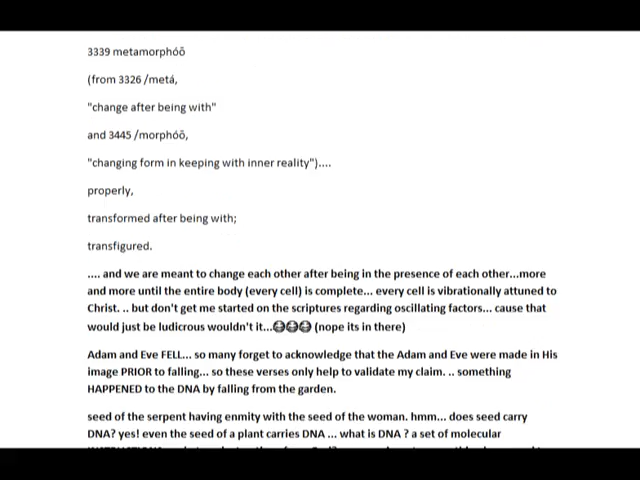 3339 metamorphóō
(from 3326 /metá,
"change after being with"
and 3445 /morphóō,
"changing form in keeping with inner reality")....
properly,
transformed after being with;
transfigured.
.... and we are meant to change each other after being in the presence of each other...more
and more until the entire body (every cell) is complete... every cell is vibrationally attuned to
Christ. .. but don't get me started on the scriptures regarding oscillating factors... cause that
would just be ludicrous wouldn't it...😂😂😂 (nope its in there)
Adam and Eve FELL... so many forget to acknowledge that the Adam and Eve were made in His
image PRIOR to falling... so these verses only help to validate my claim. .. something
HAPPENED to the DNA by falling from the garden.
seed of the serpent having enmity with the seed of the woman. hmm... does seed carry
DNA? yes! even the seed of a plant carries DNA ... what is DNA ? a set of molecular